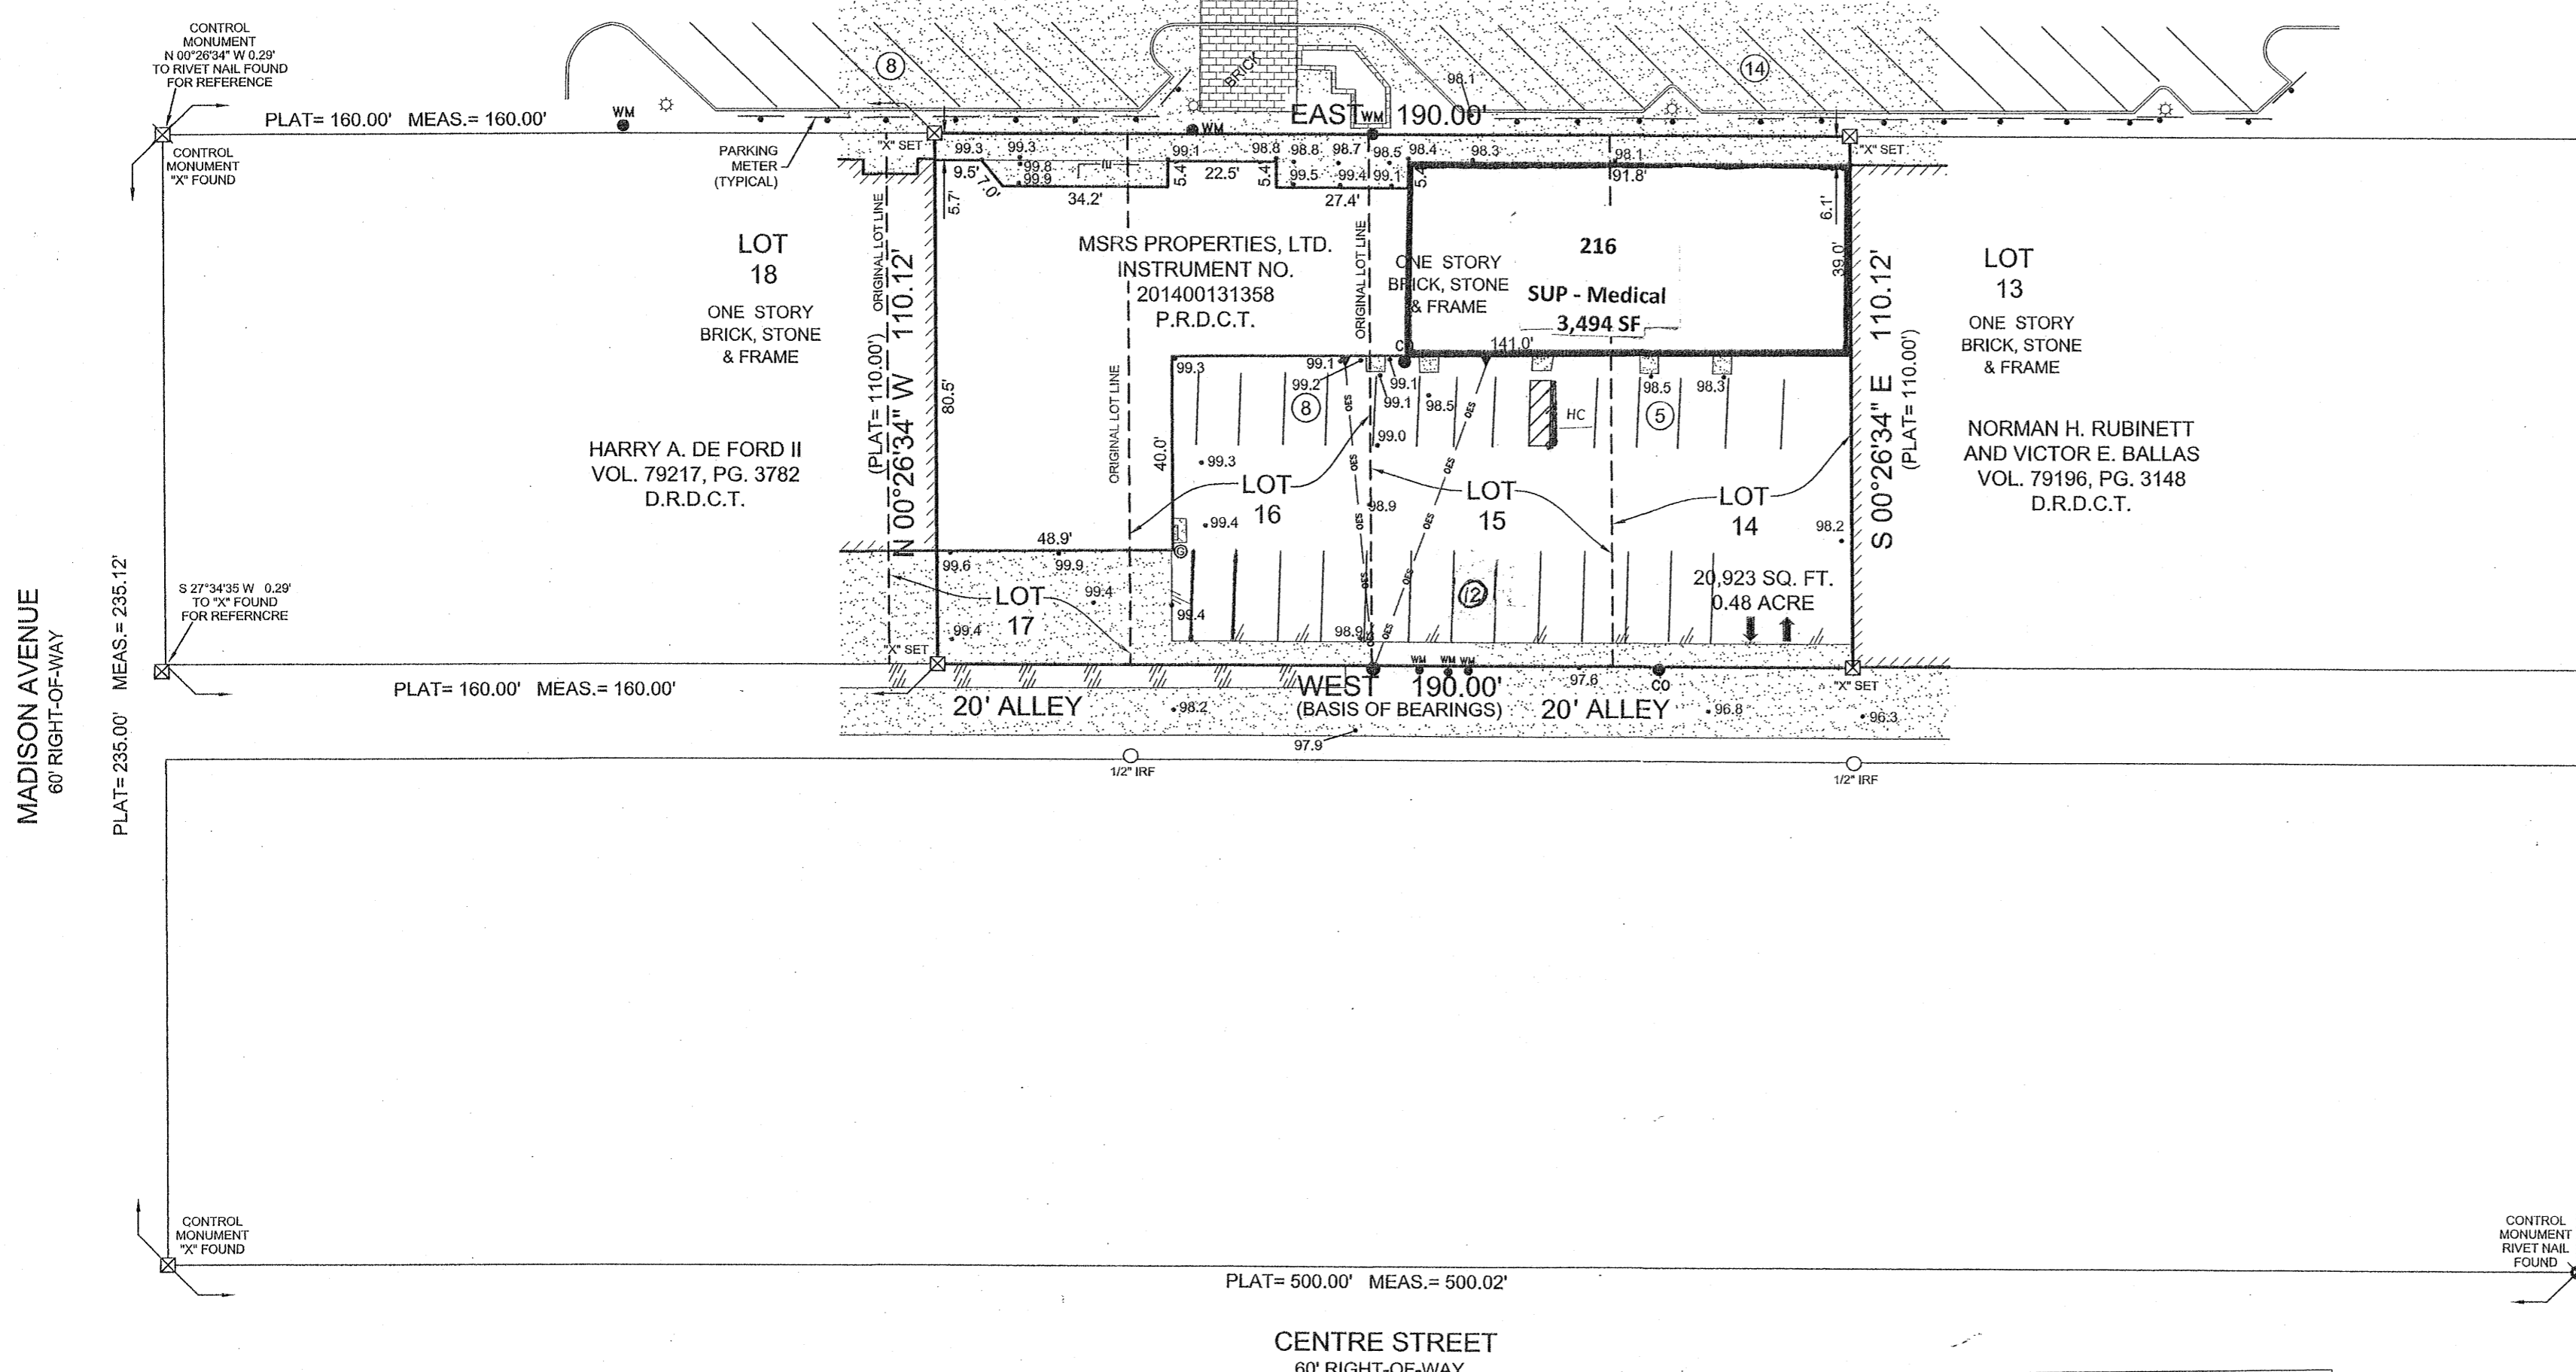 CONTROL
MONUMENT
N 00°26'34" W 0.29'
TO RIVET NAIL FOUND
FOR REFERENCE
PLAT= 160.00' MEAS.= 160.00'
WM
CONTROL
MONUMENT
"X" FOUND
8
BRICK
98.1
14
EAST 190.00'
WM
WM
PARKING
METER
(TYPICAL)
"X" SET
"X" SET
99.3
99.3
99.8
99.9
99.1
98.8
98.8
98.7
98.5
98.4
98.3
98.1
9.5'
7.0'
34.2'
5.4'
22.5'
5.4'
99.5
99.4
99.1
27.4'
5.4
91.8'
5.7'
6.1'
39.0'
LOT
18
ONE STORY
BRICK, STONE
& FRAME
ORIGINAL LOT LINE
N 00°26'34" W 110.12'
(PLAT= 110.00')
80.5'
MSRS PROPERTIES, LTD.
INSTRUMENT NO.
201400131358
P.R.D.C.T.
ORIGINAL LOT LINE
ORIGINAL LOT LINE
ONE STORY
BRICK, STONE
& FRAME
216
SUP - Medical
3,494 SF
141.0'
S 00°26'34" E 110.12'
(PLAT= 110.00')
LOT
13
ONE STORY
BRICK, STONE
& FRAME
HARRY A. DE FORD II
VOL. 79217, PG. 3782
D.R.D.C.T.
NORMAN H. RUBINETT
AND VICTOR E. BALLAS
VOL. 79196, PG. 3148
D.R.D.C.T.
99.3
99.1
99.2
99.1
99.1
98.5
98.5
98.3
8
HC
5
OES
OES
OES
OES
OES
OES
OES
OES
OES
OES
40.0'
99.0
99.3
99.4
98.9
98.2
LOT
16
LOT
15
LOT
14
48.9'
G
99.6
99.9
99.4
99.4
99.4
LOT
17
98.9
12
20,923 SQ. FT.
0.48 ACRE
"X" SET
WM
WM
WM
97.6
CO
"X" SET
S 27°34'35 W 0.29'
TO "X" FOUND
FOR REFERNCRE
PLAT= 160.00' MEAS.= 160.00'
WEST 190.00'
(BASIS OF BEARINGS)
20' ALLEY
98.2
20' ALLEY
96.8
96.3
97.9
1/2" IRF
1/2" IRF
MADISON AVENUE
60' RIGHT-OF-WAY
PLAT= 235.00' MEAS.= 235.12'
CONTROL
MONUMENT
"X" FOUND
CONTROL
MONUMENT
RIVET NAIL
FOUND
PLAT= 500.00' MEAS.= 500.02'
CENTRE STREET
60' RIGHT-OF-WAY